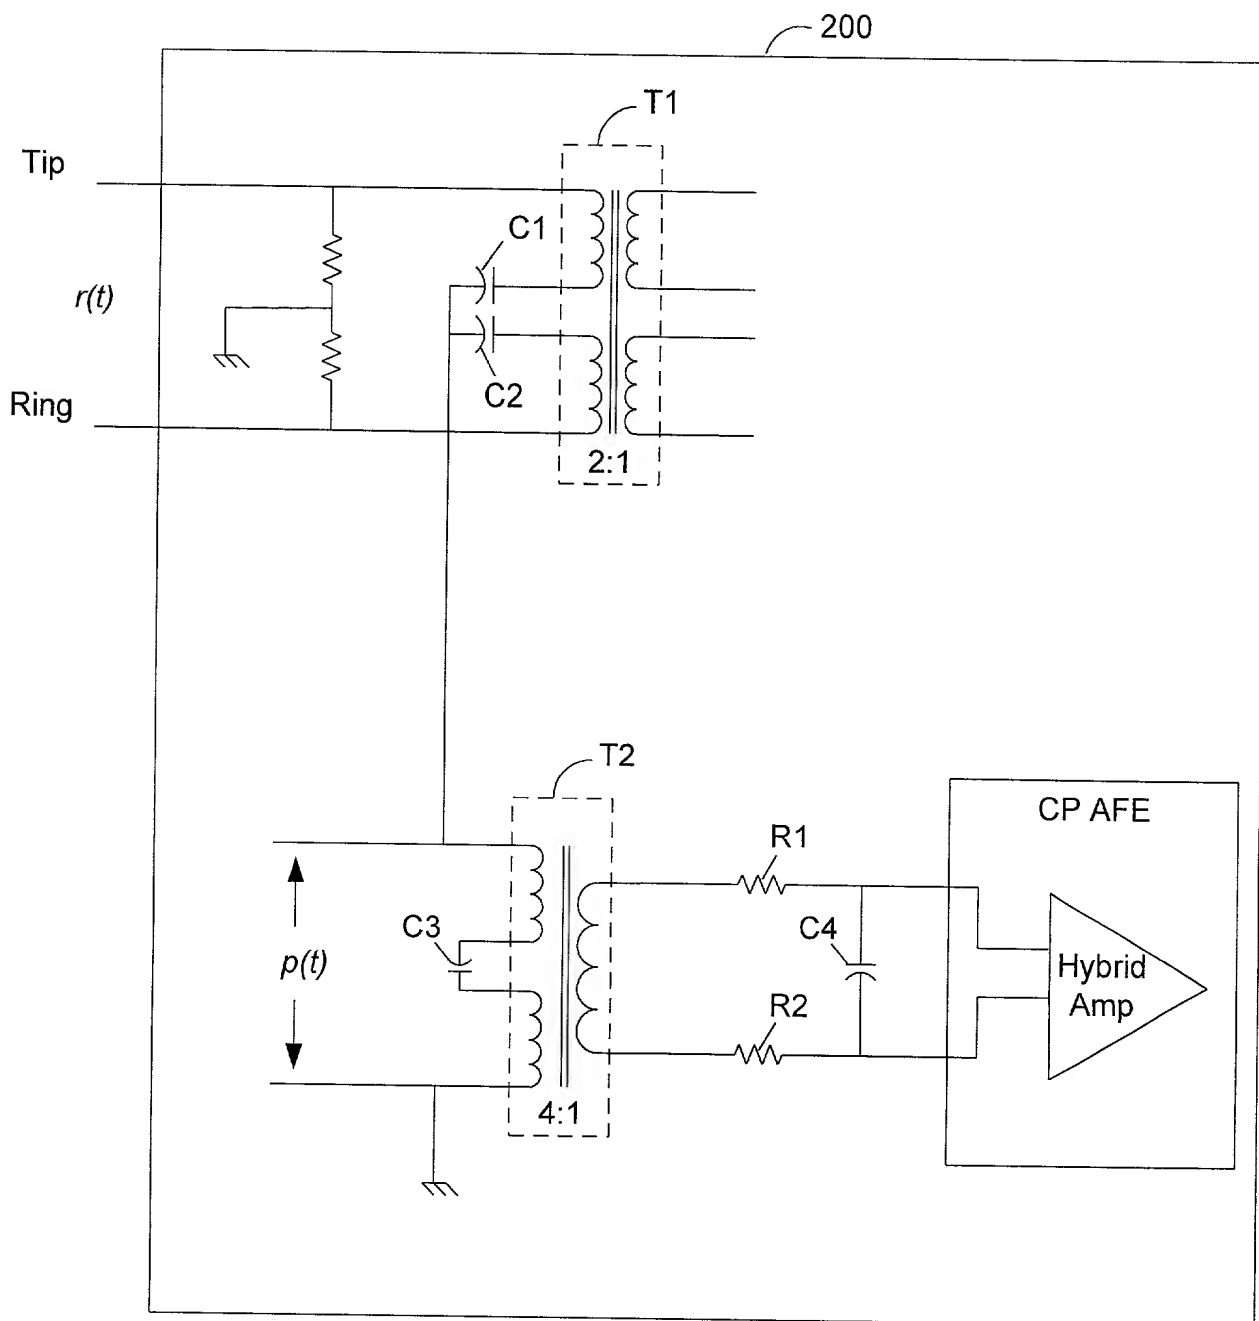 200
T1
Tip
C1
r(t)
C2
Ring
2:1
T2
CP AFE
R1
C3
C4
p(t)
Hybrid
Amp
R2
4:1